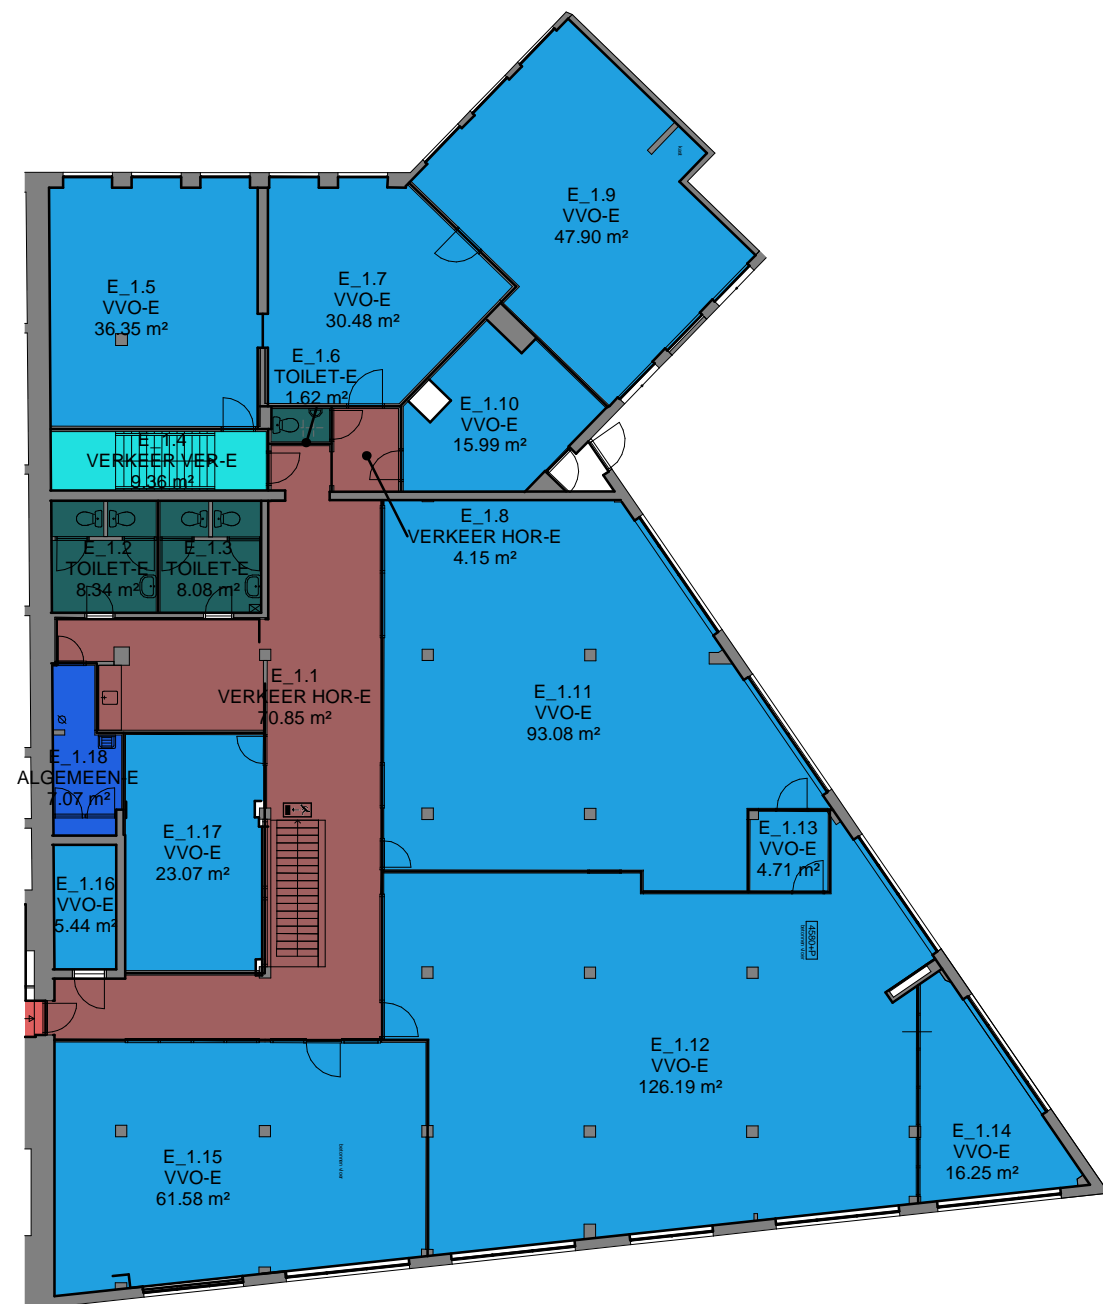 E_1.9
VVO-E
47.90 m²
E_1.5
VVO-E
36.35 m²
E_1.7
VVO-E
30.48 m²
E_1.6
TOILET-E
1.62 m²
E_1.10
VVO-E
15.99 m²
E_1.4
VERKEER VER-E
9.36 m²
E_1.8
VERKEER HOR-E
4.15 m²
E_1.2
TOILET-E
8.34 m²
E_1.3
TOILET-E
8.08 m²
E_1.1
VERKEER HOR-E
70.85 m²
E_1.11
VVO-E
93.08 m²
E_1.18
ALGEMEEN-E
7.07 m²
E_1.17
VVO-E
23.07 m²
E_1.13
VVO-E
4.71 m²
E_1.16
VVO-E
5.44 m²
4580+P
E_1.12
VVO-E
126.19 m²
E_1.14
VVO-E
16.25 m²
E_1.15
VVO-E
61.58 m²